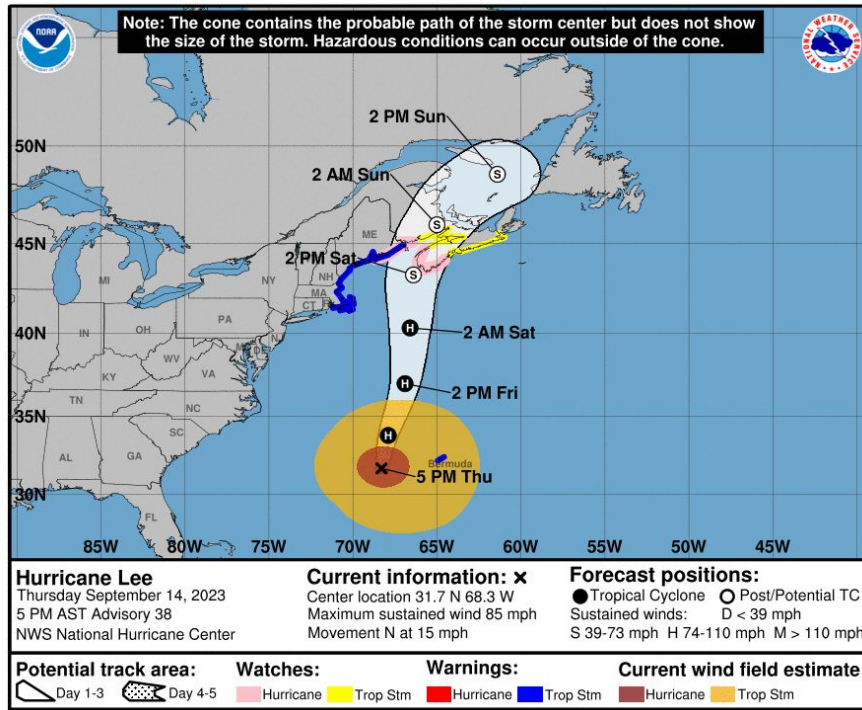 Note: The cone contains the probable path of the storm center but does not show
the size of the storm. Hazardous conditions can occur outside of the cone.
NOAA
NATIONAL WEATHER SERVICE
2 PM Sun
50N
2 AM Sun
ME
45N
2 PM Sat
NY
NH
MI
MA
CT
PA
40N
2 AM Sat
IN
OH
WV
VA
KY
2 PM Fri
TN
NC
35N
SC
AL
GA
Bermuda
5 PM Thu
30N
FL
85W 80W 75W 70W 65W 60W 55W 50W 45W
H
H
H
S
S
S
Hurricane Lee
Thursday September 14, 2023
5 PM AST Advisory 38
NWS National Hurricane Center
Current information: x
Center location 31.7 N 68.3 W
Maximum sustained wind 85 mph
Movement N at 15 mph
Forecast positions:
Tropical Cyclone Post/Potential TC
Sustained winds: D < 39 mph
S 39-73 mph H 74-110 mph M > 110 mph
Potential track area:
Day 1-3 Day 4-5
Watches:
Hurricane Trop Stm
Warnings:
Hurricane Trop Stm
Current wind field estimate:
Hurricane Trop Stm